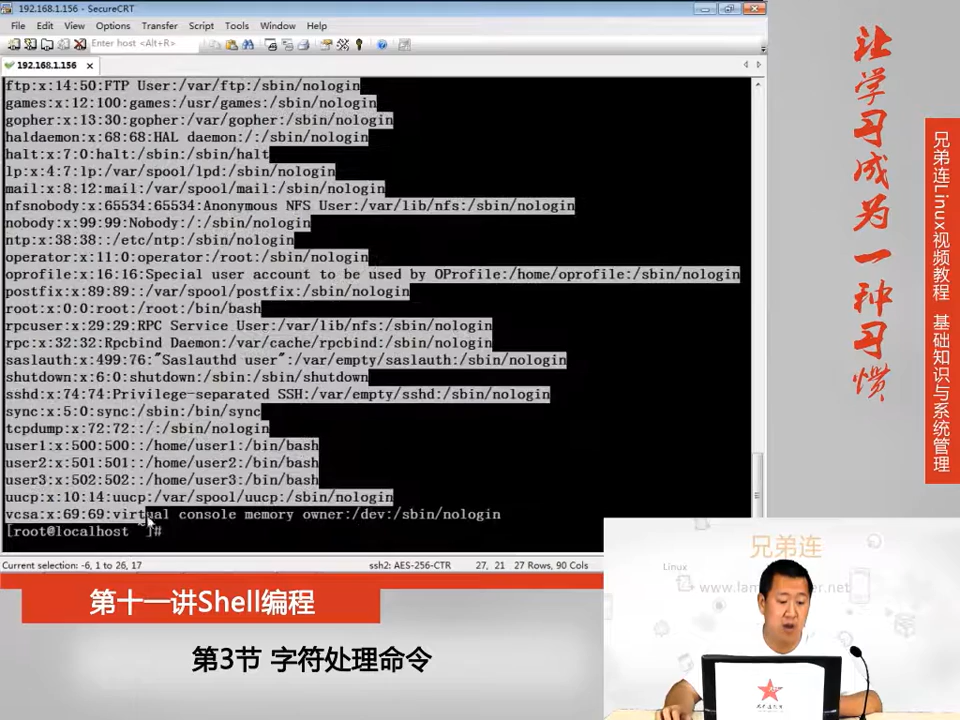 192.168.1.156 - SecureCRT
File Edit View Options Transfer Script Tools Window Help
Enter host <Alt+R>
192.168.1.156
ftp:x:14:50:FTP User:/var/ftp:/sbin/nologin
games:x:12:100:games:/usr/games:/sbin/nologin
gopher:x:13:30:gopher:/var/gopher:/sbin/nologin
haldaemon:x:68:68:HAL daemon:/:/sbin/nologin
halt:x:7:0:halt:/sbin:/sbin/halt
lp:x:4:7:lp:/var/spool/lpd:/sbin/nologin
mail:x:8:12:mail:/var/spool/mail:/sbin/nologin
nfsnobody:x:65534:65534:Anonymous NFS User:/var/lib/nfs:/sbin/nologin
nobody:x:99:99:Nobody:/:/sbin/nologin
ntp:x:38:38::/etc/ntp:/sbin/nologin
operator:x:11:0:operator:/root:/sbin/nologin
oprofile:x:16:16:Special user account to be used by OProfile:/home/oprofile:/sbin/nologin
postfix:x:89:89::/var/spool/postfix:/sbin/nologin
root:x:0:0:root:/root:/bin/bash
rpcuser:x:29:29:RPC Service User:/var/lib/nfs:/sbin/nologin
rpc:x:32:32:Rpcbind Daemon:/var/cache/rpcbind:/sbin/nologin
saslauth:x:499:76:"Saslauthd user":/var/empty/saslauth:/sbin/nologin
shutdown:x:6:0:shutdown:/sbin:/sbin/shutdown
sshd:x:74:74:Privilege-separated SSH:/var/empty/sshd:/sbin/nologin
sync:x:5:0:sync:/sbin:/bin/sync
tcpdump:x:72:72::/:/sbin/nologin
user1:x:500:500::/home/user1:/bin/bash
user2:x:501:501::/home/user2:/bin/bash
user3:x:502:502::/home/user3:/bin/bash
uucp:x:10:14:uucp:/var/spool/uucp:/sbin/nologin
vcsa:x:69:69:virtual console memory owner:/dev:/sbin/nologin
[root@localhost ~]#
Current selection: -6, 1 to 26, 17 ssh2: AES-256-CTR 27, 21 27 Rows, 90 Cols
让学习成为一种习惯
兄弟连Linux视频教程 基础知识与系统管理
第十一讲Shell编程
第3节 字符处理命令
兄弟连
Linux